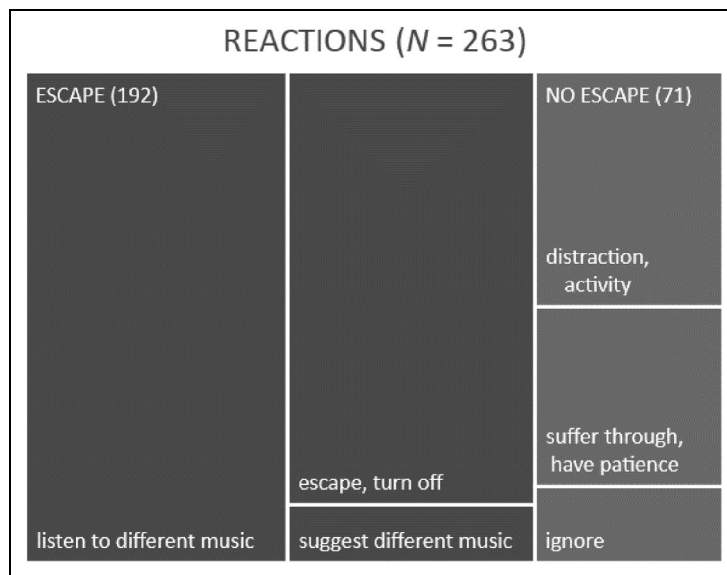 REACTIONS (N = 263)
ESCAPE (192)
listen to different music
escape, turn off
suggest different music
NO ESCAPE (71)
distraction,
activity
suffer through,
have patience
ignore